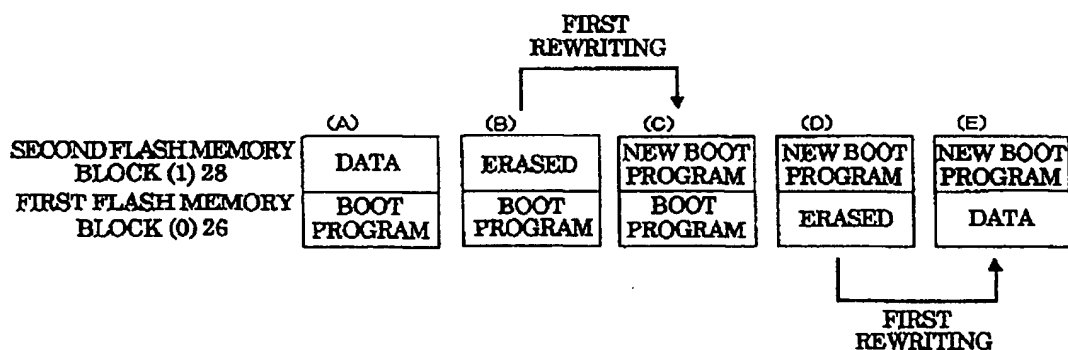 FIRST
REWRITING
(A)
(B)
(C)
(D)
(E)
SECOND FLASH MEMORY
BLOCK (1) 28
DATA
ERASED
NEW BOOT
PROGRAM
NEW BOOT
PROGRAM
NEW BOOT
PROGRAM
FIRST FLASH MEMORY
BLOCK (0) 26
BOOT
PROGRAM
BOOT
PROGRAM
BOOT
PROGRAM
ERASED
DATA
FIRST
REWRITING